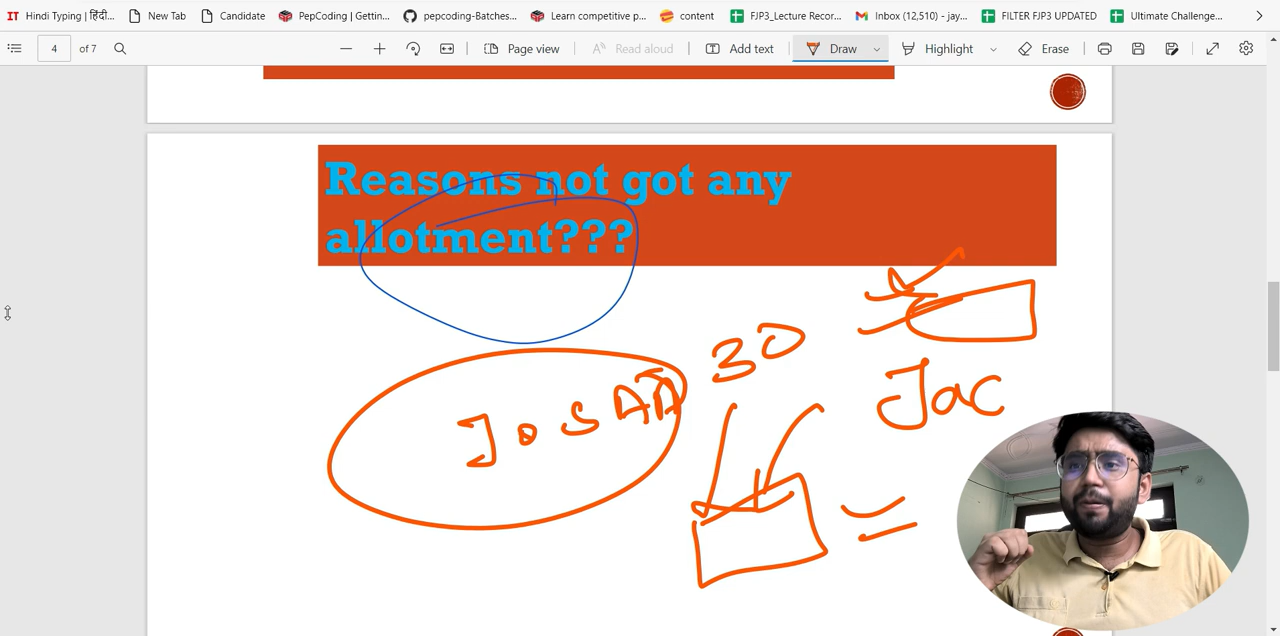 Hindi Typing | हिंदी... New Tab Candidate PepCoding | Gettin... pepcoding-Batches... Learn competitive p... content FJP3_Lecture Recor... Inbox (12,510) - jay... FILTER FJP3 UPDATED Ultimate Challenge...
4 of 7 Page view Read aloud Add text Draw Highlight Erase
Reasons not got any
allotment???
30
Jac
JoSAA